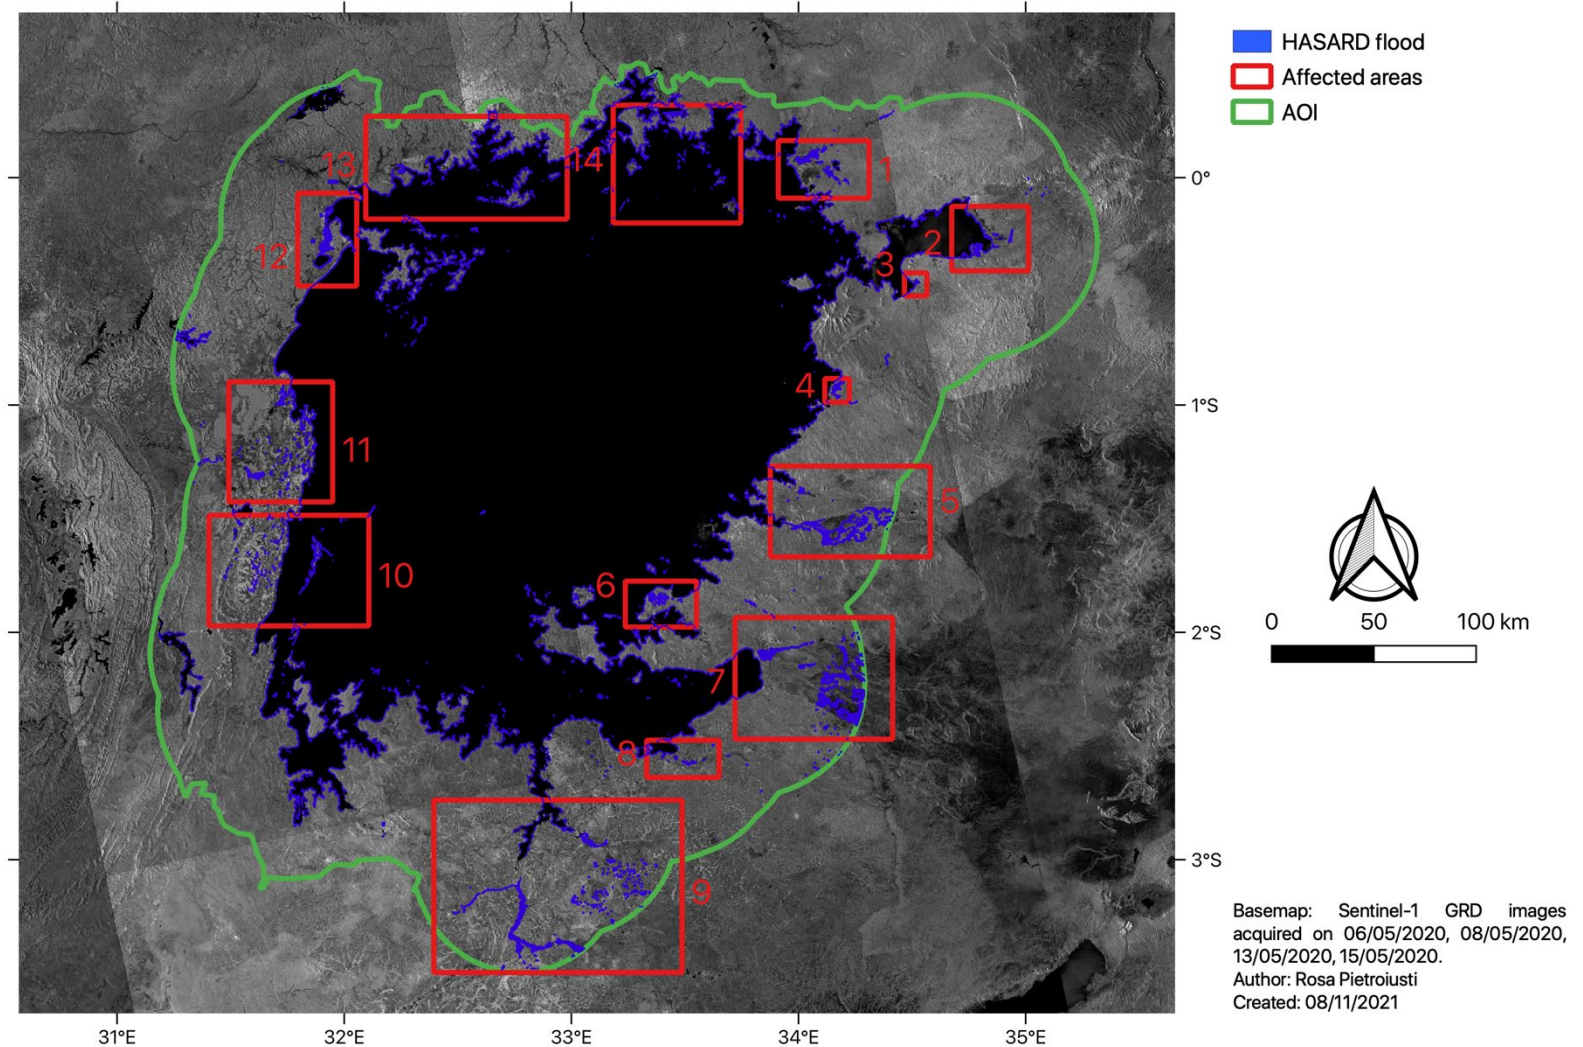 HASARD flood
Affected areas
AOI
13
14
1
12
2
3
4
11
5
10
6
7
8
9
0°
1°S
2°S
3°S
0 50 100 km
31°E 32°E 33°E 34°E 35°E
Basemap: Sentinel-1 GRD images
acquired on 06/05/2020, 08/05/2020,
13/05/2020, 15/05/2020.
Author: Rosa Pietroiusti
Created: 08/11/2021